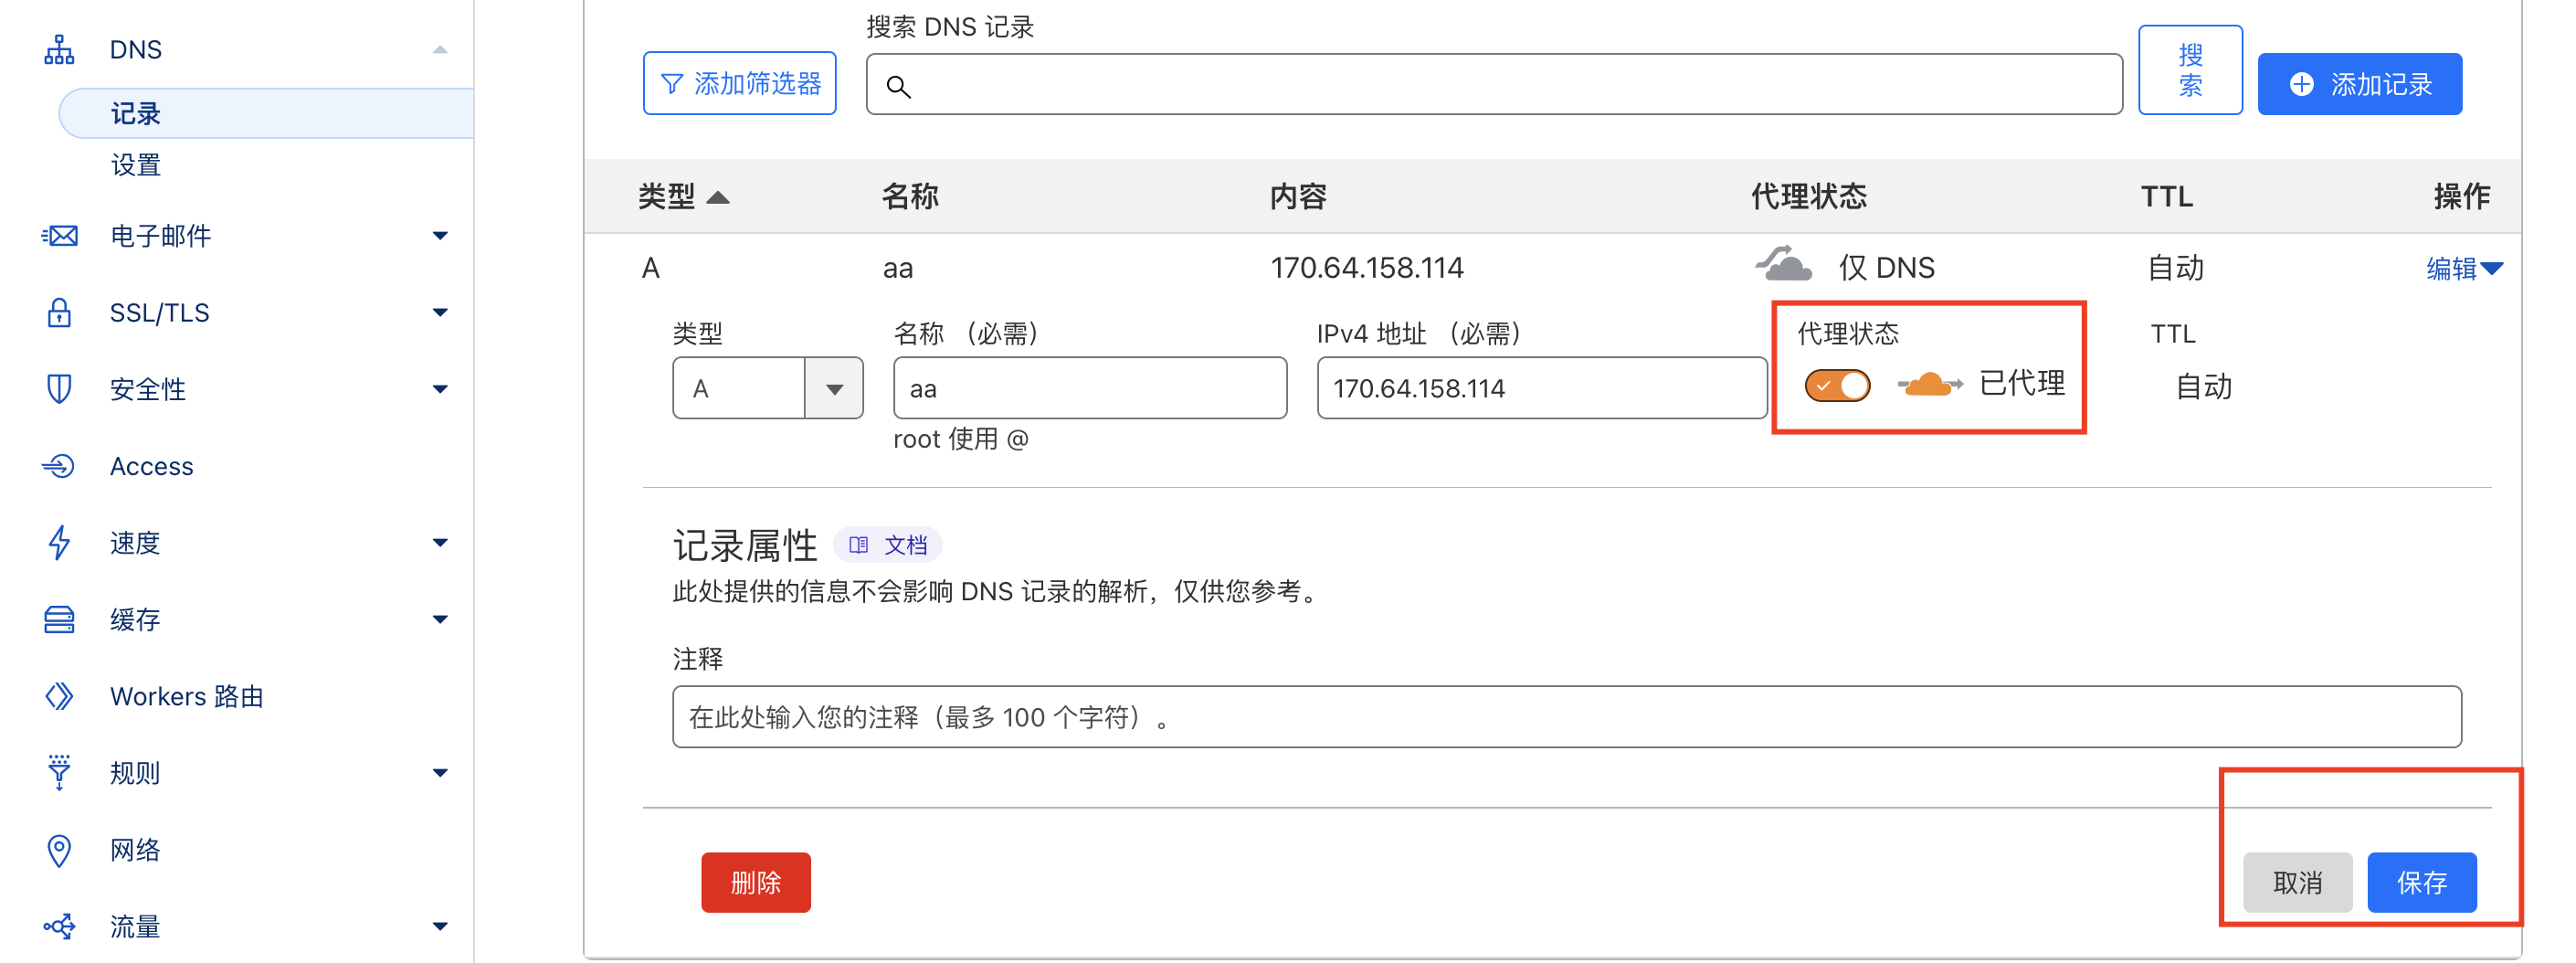 DNS
记录
设置
电子邮件
SSL/TLS
安全性
Access
速度
缓存
Workers 路由
规则
网络
流量
搜索 DNS 记录
添加筛选器
搜
索
添加记录
类型 名称 内容 代理状态 TTL 操作
A aa 170.64.158.114 仅 DNS 自动 编辑
类型 名称 （必需） IPv4 地址 （必需） 代理状态 TTL
A aa 170.64.158.114 已代理 自动
root 使用 @
记录属性 文档
此处提供的信息不会影响 DNS 记录的解析，仅供您参考。
注释
在此处输入您的注释（最多 100 个字符）。
删除 取消 保存